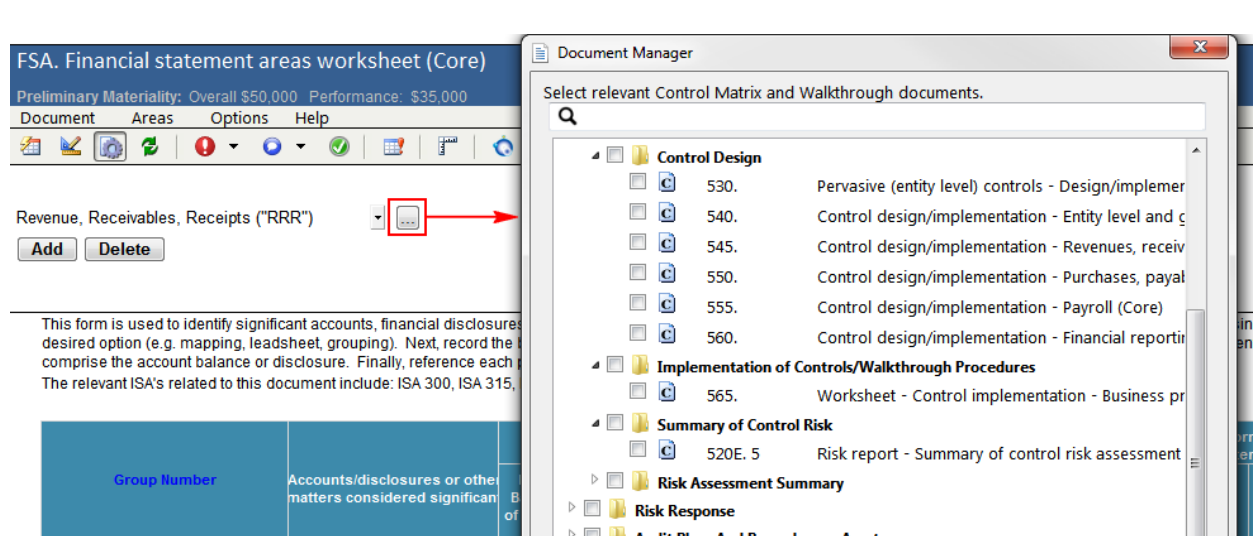 FSA. Financial statement areas worksheet (Core)
Preliminary Materiality: Overall $50,000 Performance: $35,000
Document Areas Options Help
Revenue, Receivables, Receipts ("RRR")
...
Add Delete
This form is used to identify significant accounts, financial disclosures
desired option (e.g. mapping, leadsheet, grouping). Next, record the
comprise the account balance or disclosure. Finally, reference each
The relevant ISA's related to this document include: ISA 300, ISA 315,
Group Number
Accounts/disclosures or other
matters considered significant
of
Document Manager
X
Select relevant Control Matrix and Walkthrough documents.
Control Design
C 530. Pervasive (entity level) controls - Design/implemen
C 540. Control design/implementation - Entity level and g
C 545. Control design/implementation - Revenues, receiv
C 550. Control design/implementation - Purchases, payab
C 555. Control design/implementation - Payroll (Core)
C 560. Control design/implementation - Financial reportin
Implementation of Controls/Walkthrough Procedures
C 565. Worksheet - Control implementation - Business pr
Summary of Control Risk
C 520E. 5 Risk report - Summary of control risk assessment
Risk Assessment Summary
Risk Response